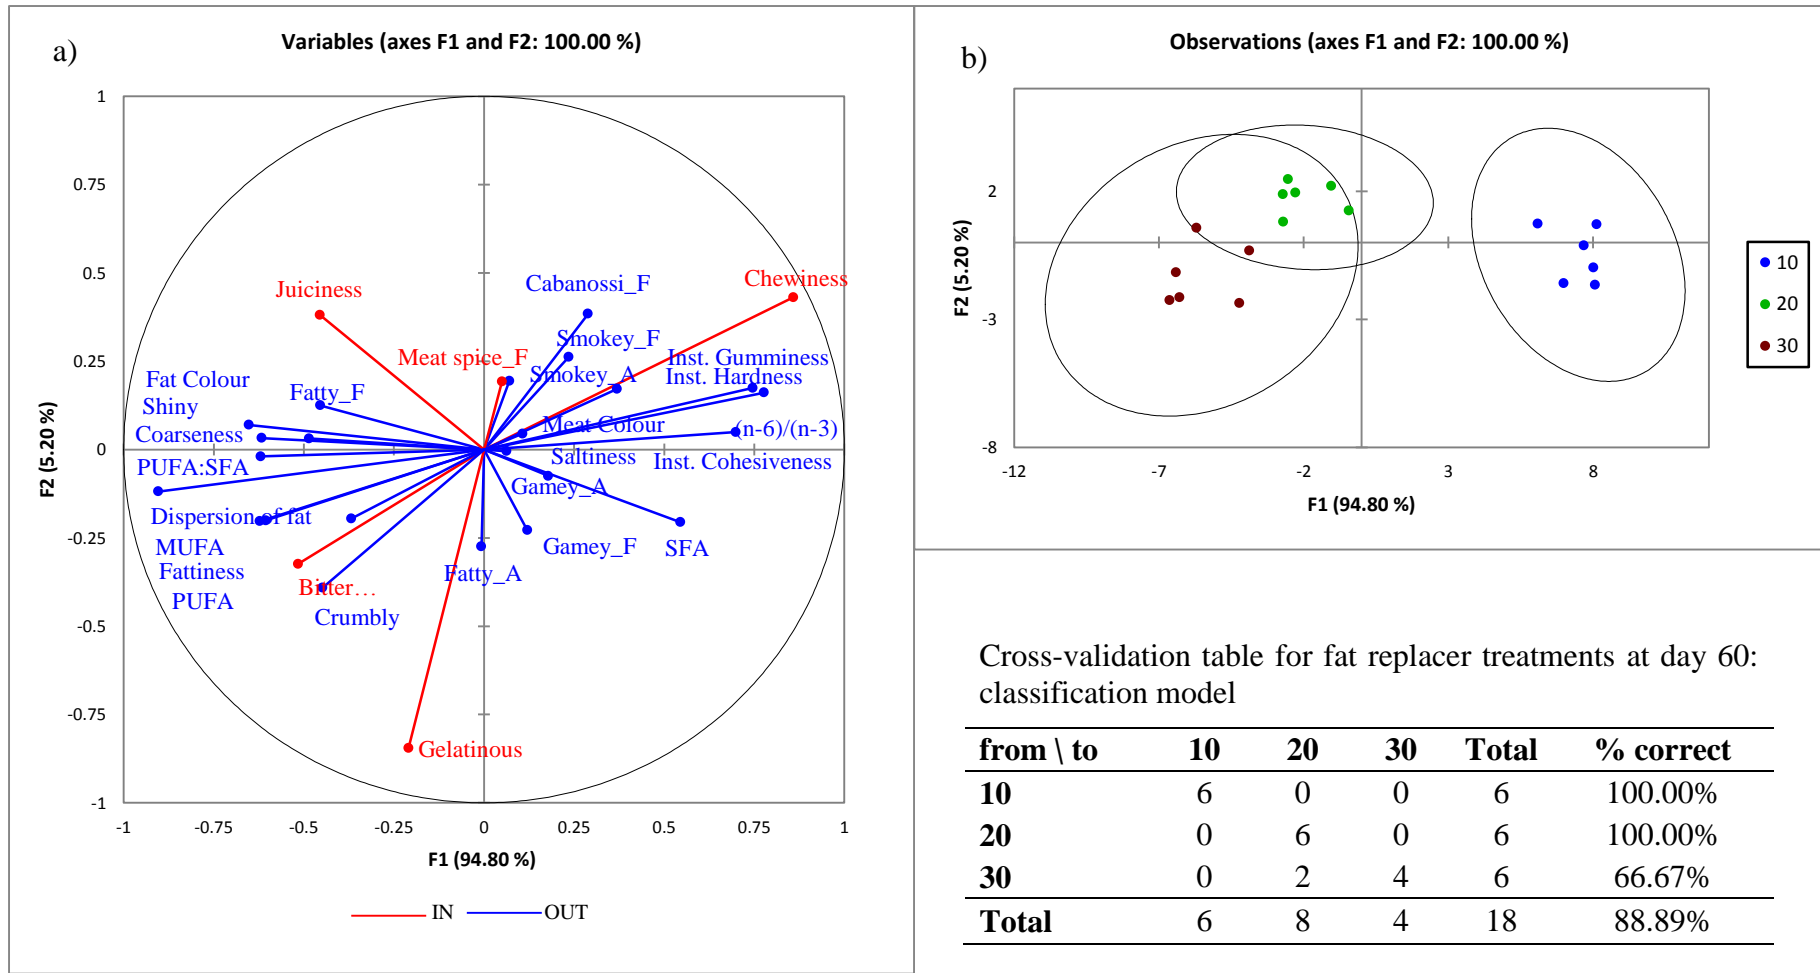 a)
Variables (axes F1 and F2: 100.00 %)
1
0.75
0.5
0.25
0
-0.25
-0.5
-0.75
-1
F2 (5.20 %)
Juiciness
Cabanossi_F
Chewiness
Smokey_F
Meat spice_F
Inst. Gumminess
Smokey_A
Inst. Hardness
Fat Colour
Fatty_F
Shiny
Meat Colour
(n-6)/(n-3)
Coarseness
Saltiness
Inst. Cohesiveness
PUFA:SFA
Gamey_A
Dispersion of fat
MUFA
Gamey_F
SFA
Fattiness
Fatty_A
Bitter…
PUFA
Crumbly
Gelatinous
-1 -0.75 -0.5 -0.25 0 0.25 0.5 0.75 1
F1 (94.80 %)
IN OUT
b)
Observations (axes F1 and F2: 100.00 %)
2
-3
-8
F2 (5.20 %)
-12 -7 -2 3 8
F1 (94.80 %)
10
20
30
Cross-validation table for fat replacer treatments at day 60:
classification model
from \ to 10 20 30 Total % correct
10 6 0 0 6 100.00%
20 0 6 0 6 100.00%
30 0 2 4 6 66.67%
Total 6 8 4 18 88.89%